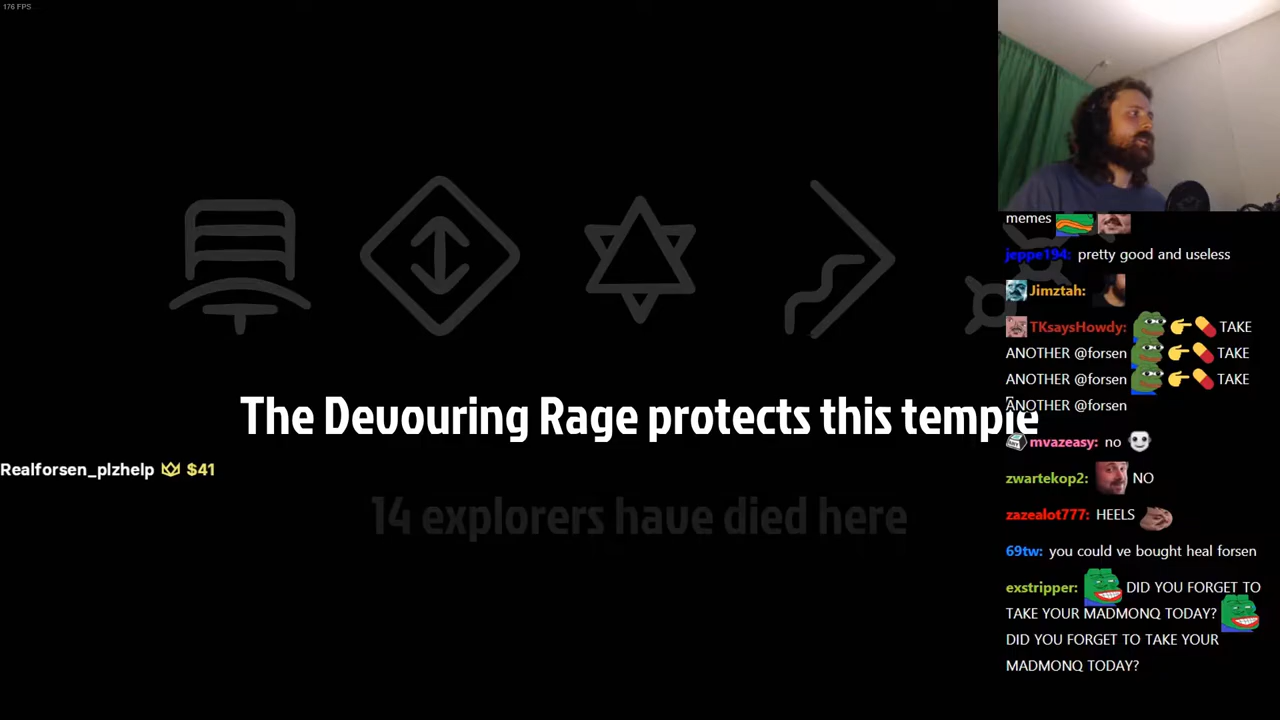 176 FPS
The Devouring Rage protects this temple
14 explorers have died here
Realforsen_plzhelp $41
memes
jeppe194: pretty good and useless
Jimztah:
TKsaysHowdy: TAKE
ANOTHER @forsen TAKE
ANOTHER @forsen TAKE
ANOTHER @forsen
mvazeasy: no
zwartekop2: NO
zazealot777: HEELS
69tw: you could ve bought heal forsen
exstripper: DID YOU FORGET TO
TAKE YOUR MADMONQ TODAY?
DID YOU FORGET TO TAKE YOUR
MADMONQ TODAY?